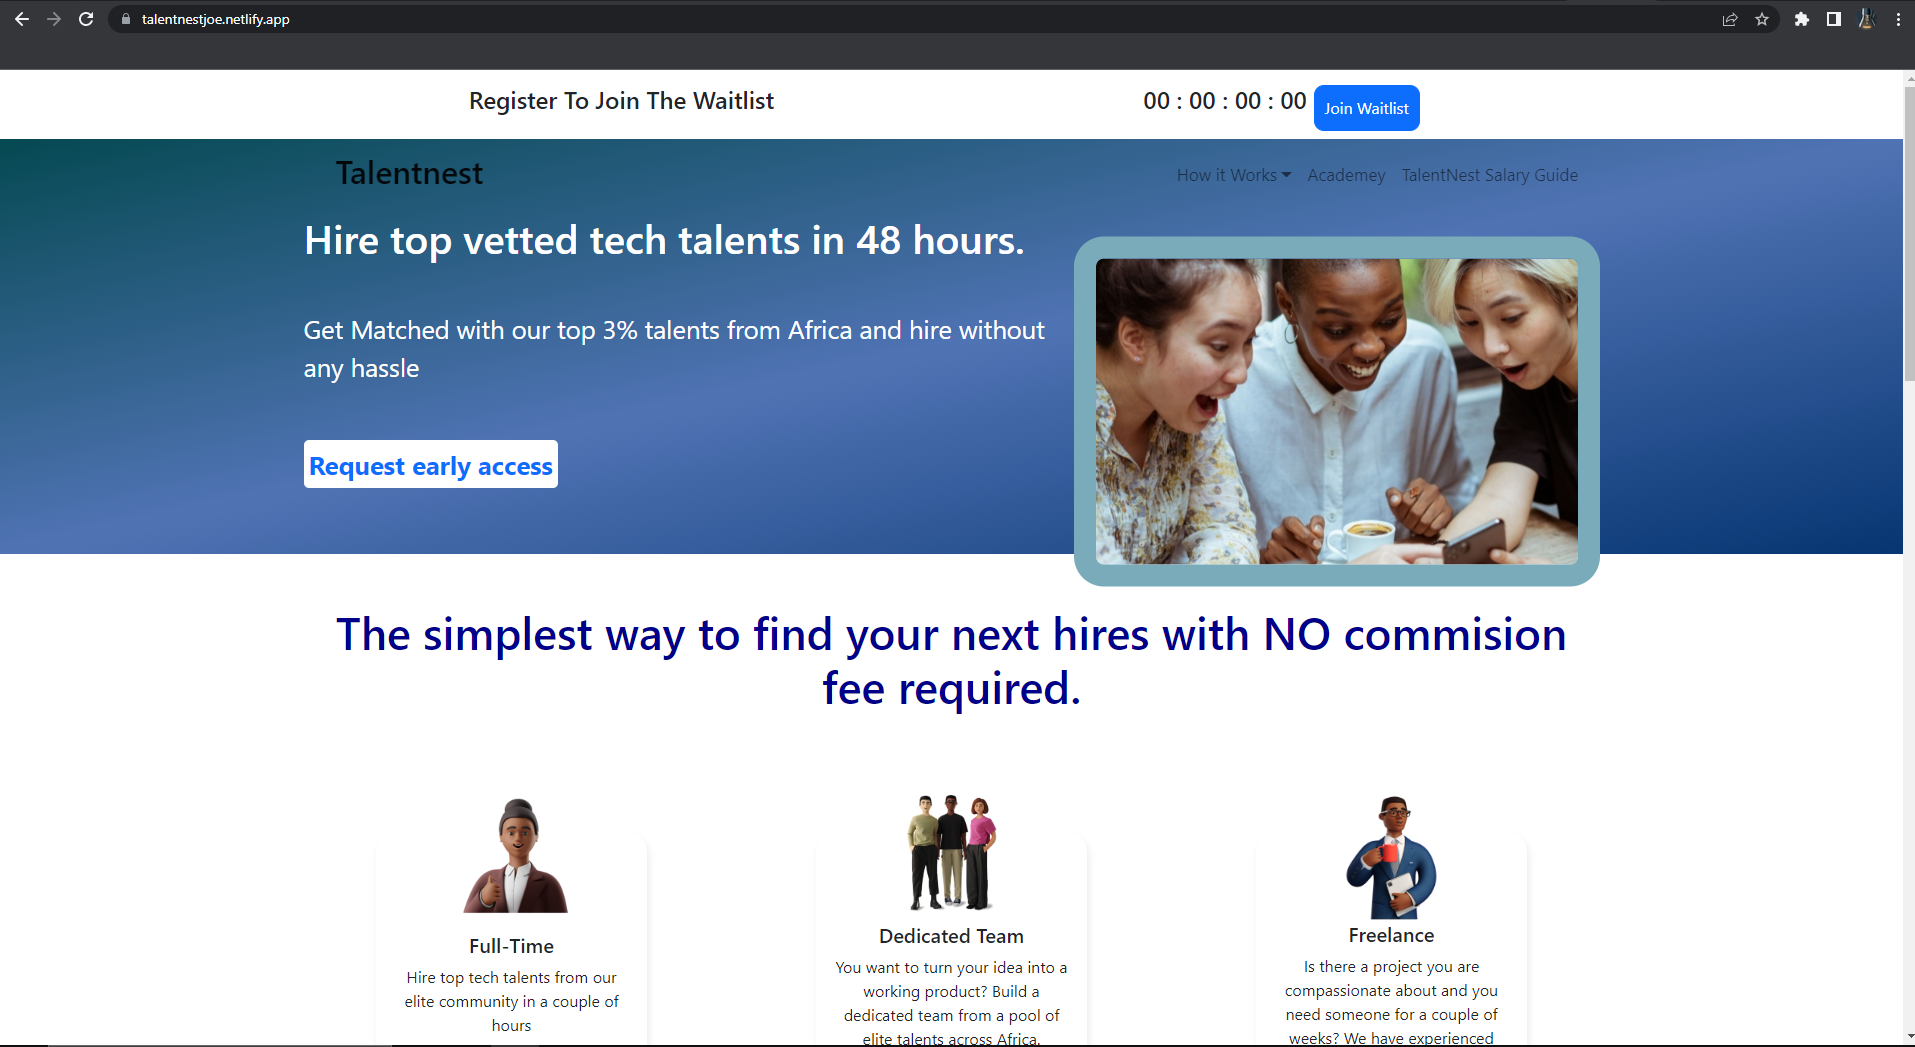 talentnestjoe.netlify.app
Register To Join The Waitlist
00 : 00 : 00 : 00
Join Waitlist
Talentnest
How it Works
Academey
TalentNest Salary Guide
Hire top vetted tech talents in 48 hours.
Get Matched with our top 3% talents from Africa and hire without
any hassle
Request early access
The simplest way to find your next hires with NO commision
fee required.
Full-Time
Hire top tech talents from our
elite community in a couple of
hours
Dedicated Team
You want to turn your idea into a
working product? Build a
dedicated team from a pool of
elite talents across Africa.
Freelance
Is there a project you are
compassionate about and you
need someone for a couple of
weeks? We have experienced